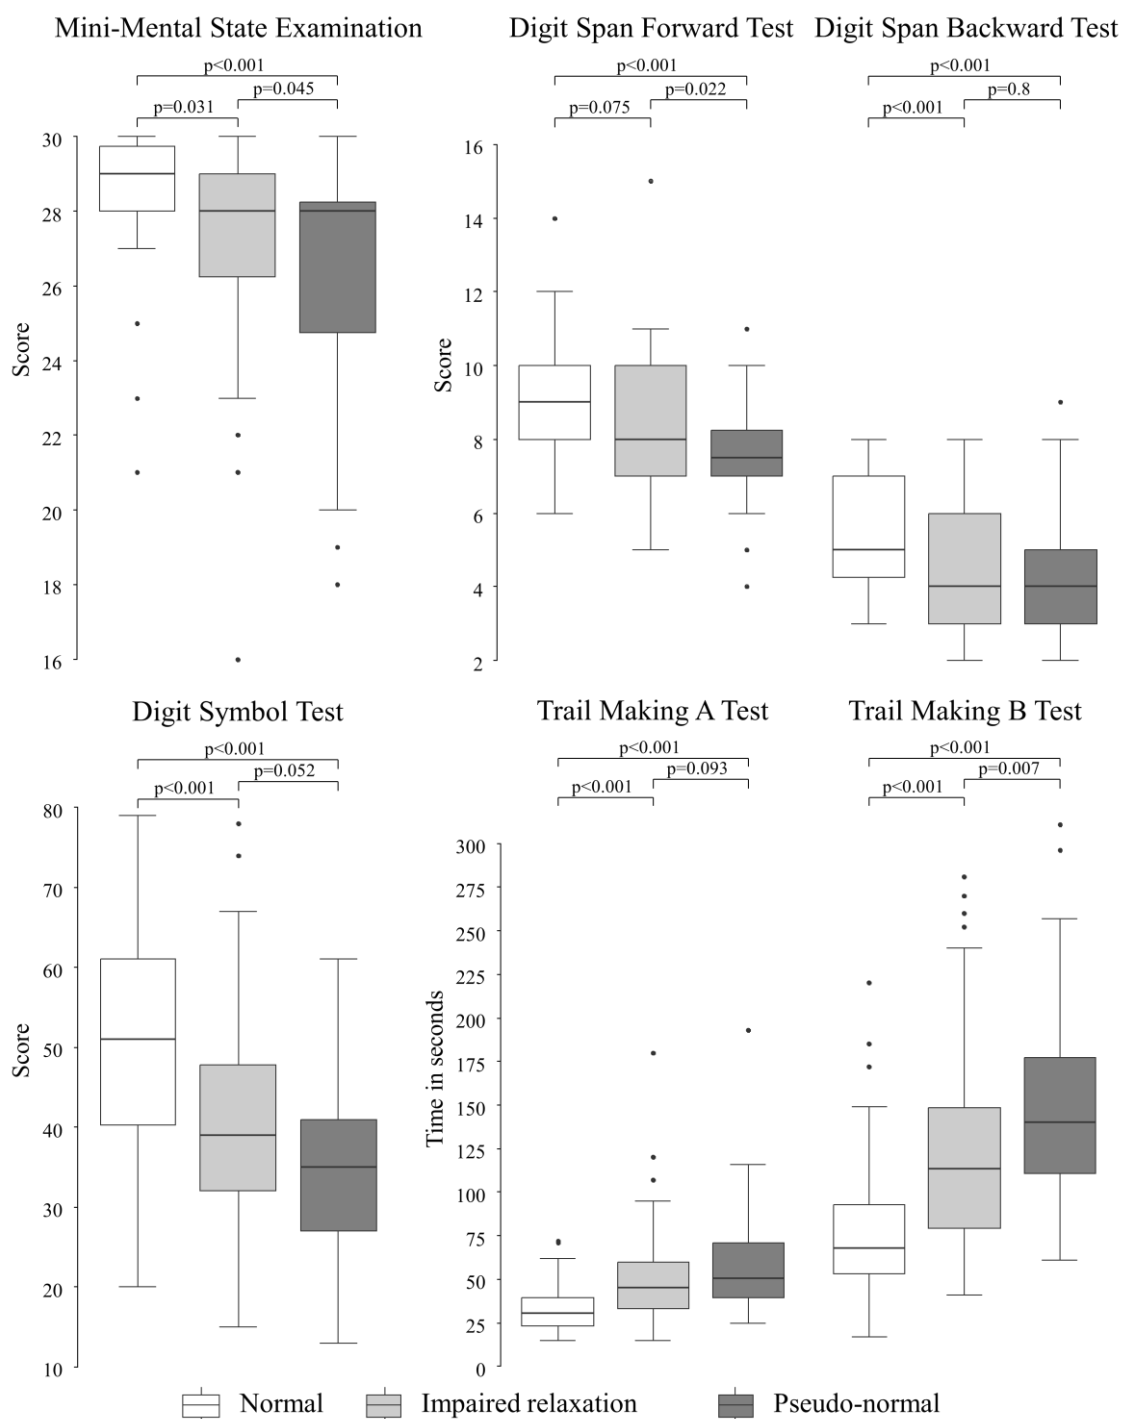 Mini-Mental State Examination
p<0.001
p=0.045
p=0.031
30
28
26
24
22
20
18
16
Score
Digit Span Forward Test
p<0.001
p=0.022
p=0.075
Digit Span Backward Test
p<0.001
p=0.8
p<0.001
16
14
12
10
8
6
4
2
Score
Digit Symbol Test
p<0.001
p=0.052
p<0.001
80
70
60
50
40
30
20
10
Score
Trail Making A Test
p<0.001
p=0.093
p<0.001
Trail Making B Test
p<0.001
p=0.007
p<0.001
300
275
250
225
200
175
150
125
100
75
50
25
0
Time in seconds
Normal
Impaired relaxation
Pseudo-normal